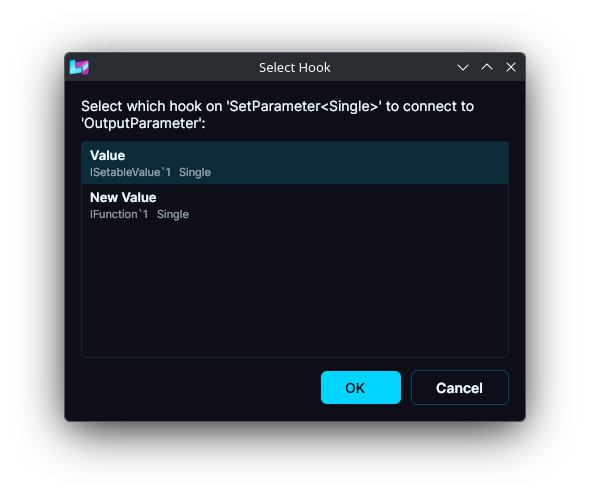 Select Hook
Select which hook on 'SetParameter<Single>' to connect to
'OutputParameter':
Value
ISetableValue`1 Single
New Value
IFunction`1 Single
OK
Cancel